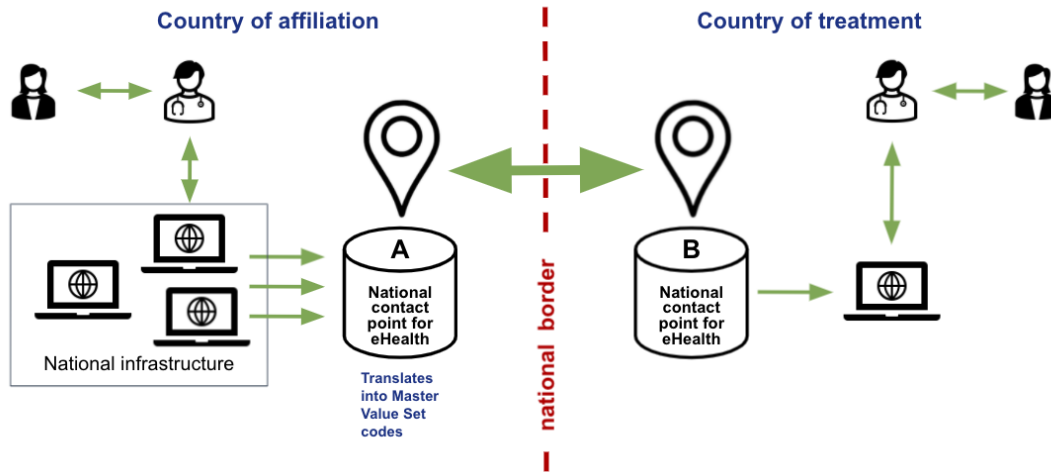 Country of affiliation
Country of treatment
A
National
contact
point for
eHealth
B
National
contact
point for
eHealth
National infrastructure
Translates
into Master
Value Set
codes
national border